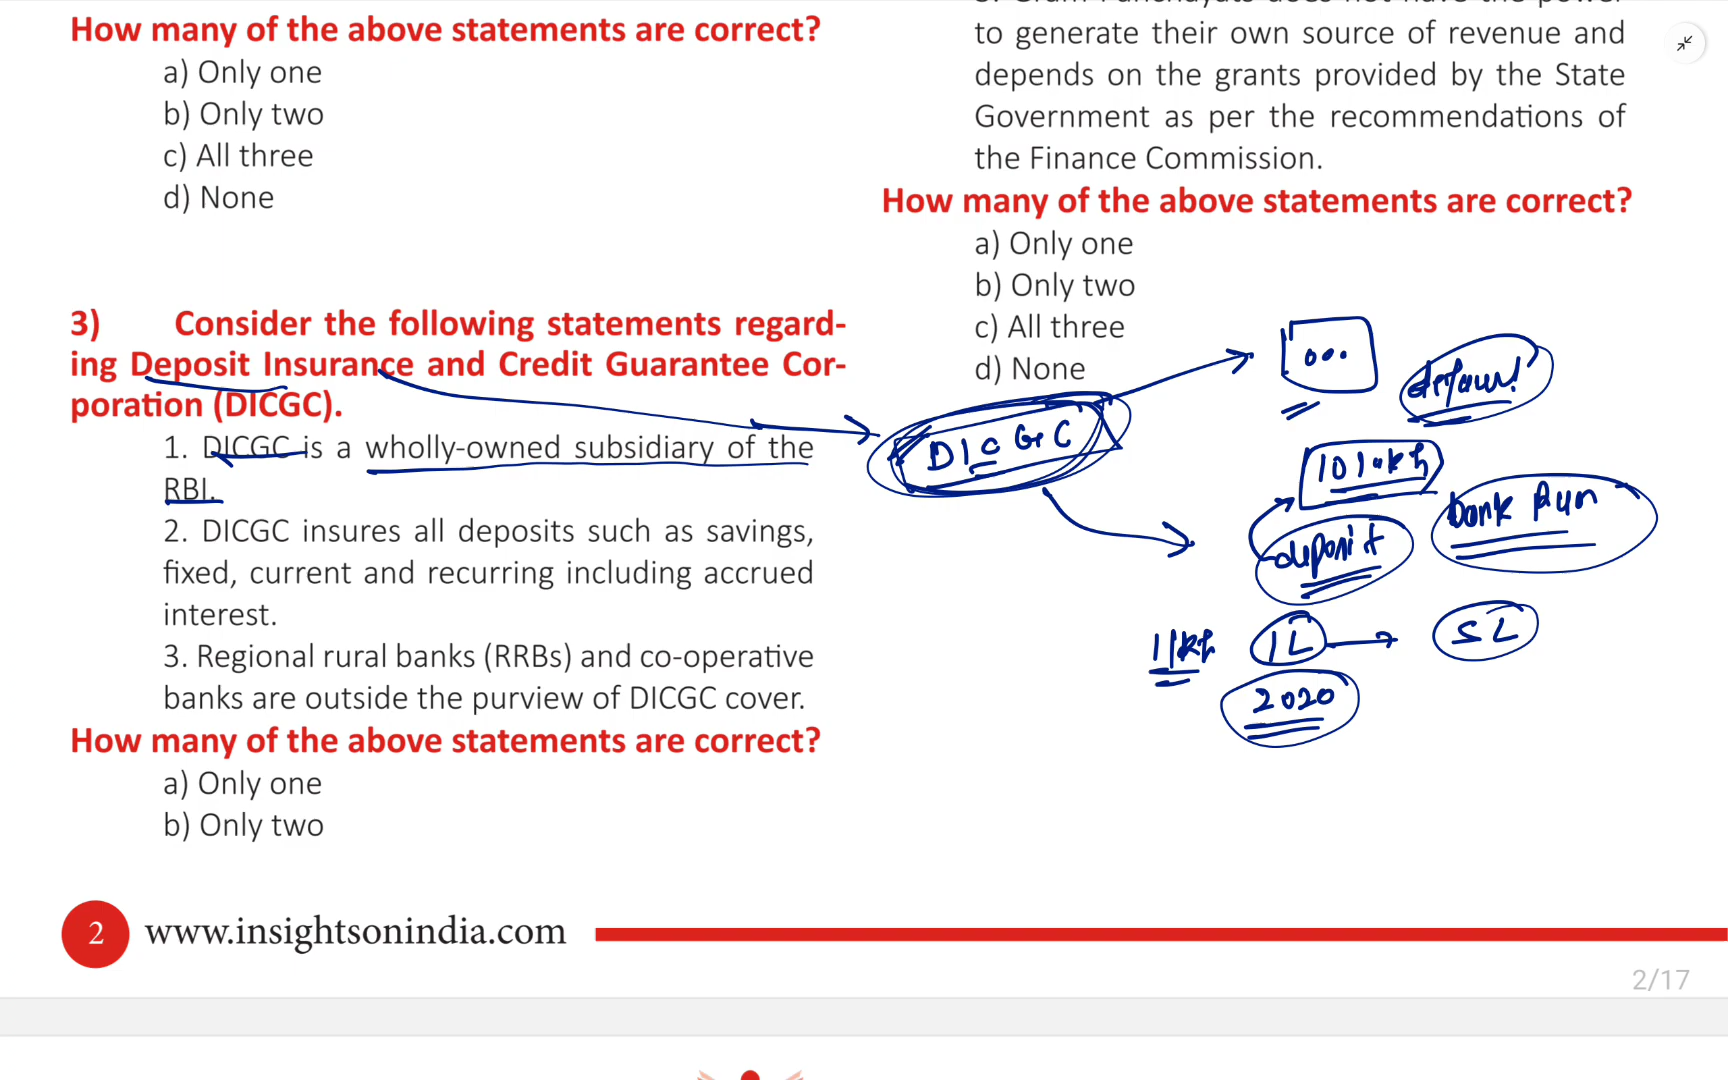 How many of the above statements are correct?
a) Only one
b) Only two
c) All three
d) None
3) Consider the following statements regard-
ing Deposit Insurance and Credit Guarantee Cor-
poration (DICGC).
1. DICGC is a wholly-owned subsidiary of the
RBI.
2. DICGC insures all deposits such as savings,
fixed, current and recurring including accrued
interest.
3. Regional rural banks (RRBs) and co-operative
banks are outside the purview of DICGC cover.
How many of the above statements are correct?
a) Only one
b) Only two
to generate their own source of revenue and
depends on the grants provided by the State
Government as per the recommendations of
the Finance Commission.
How many of the above statements are correct?
a) Only one
b) Only two
c) All three
d) None
DICGC
default
10 lakh
bank Run
deposit
1 lakh
1L
5L
2020
2 www.insightsonindia.com
2/17